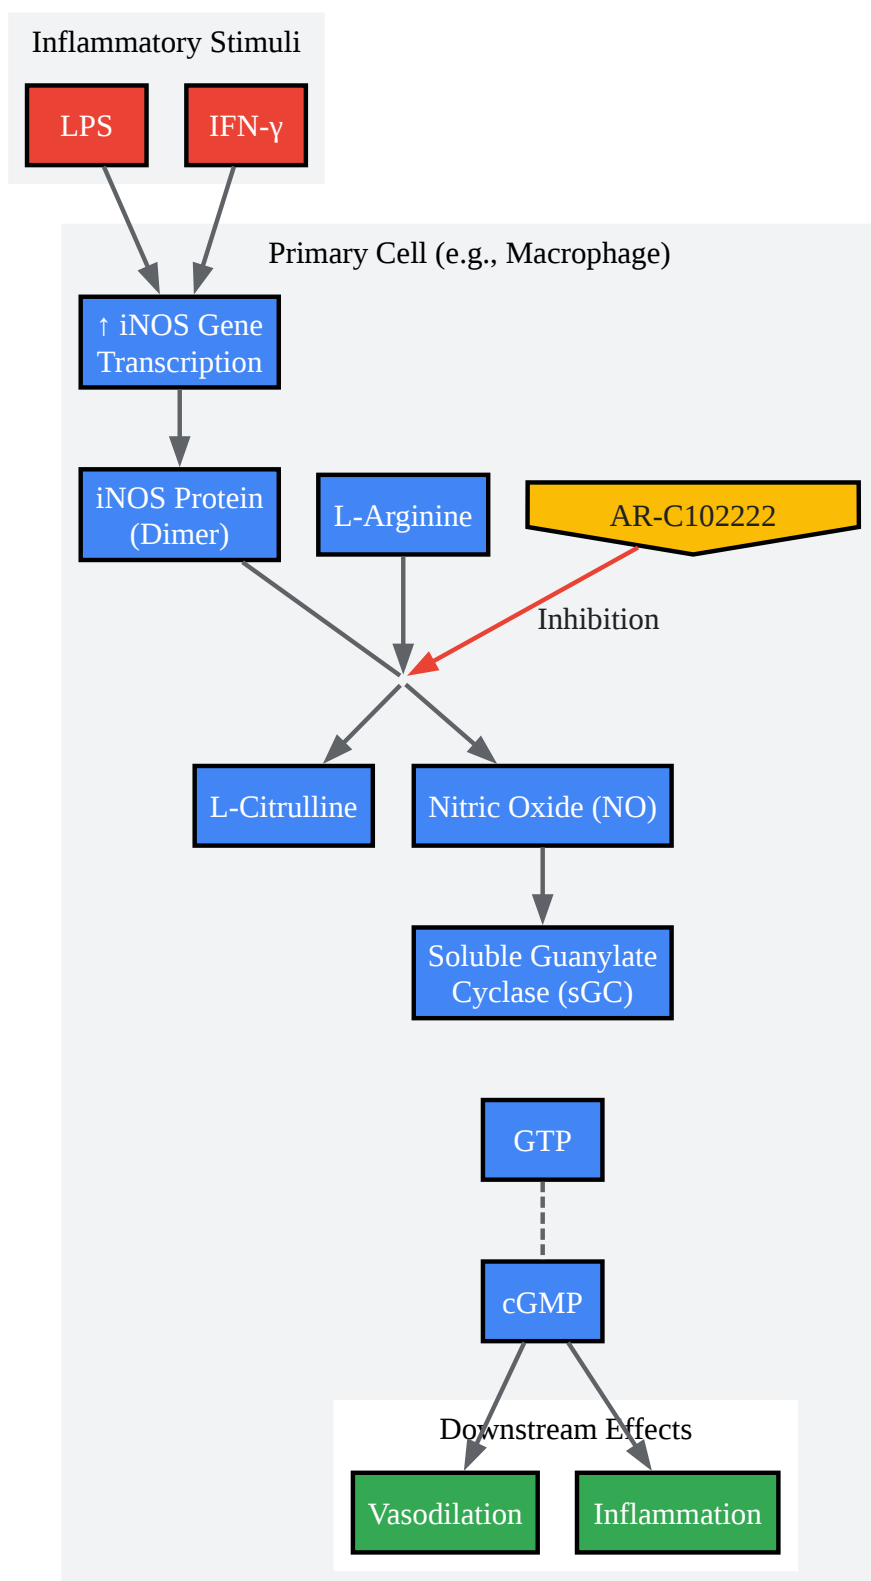 Inflammatory Stimuli
LPS
IFN-γ
Primary Cell (e.g., Macrophage)
↑ iNOS Gene
Transcription
iNOS Protein
(Dimer)
L-Arginine
AR-C102222
Inhibition
L-Citrulline
Nitric Oxide (NO)
Soluble Guanylate
Cyclase (sGC)
GTP
cGMP
Downstream Effects
Vasodilation
Inflammation